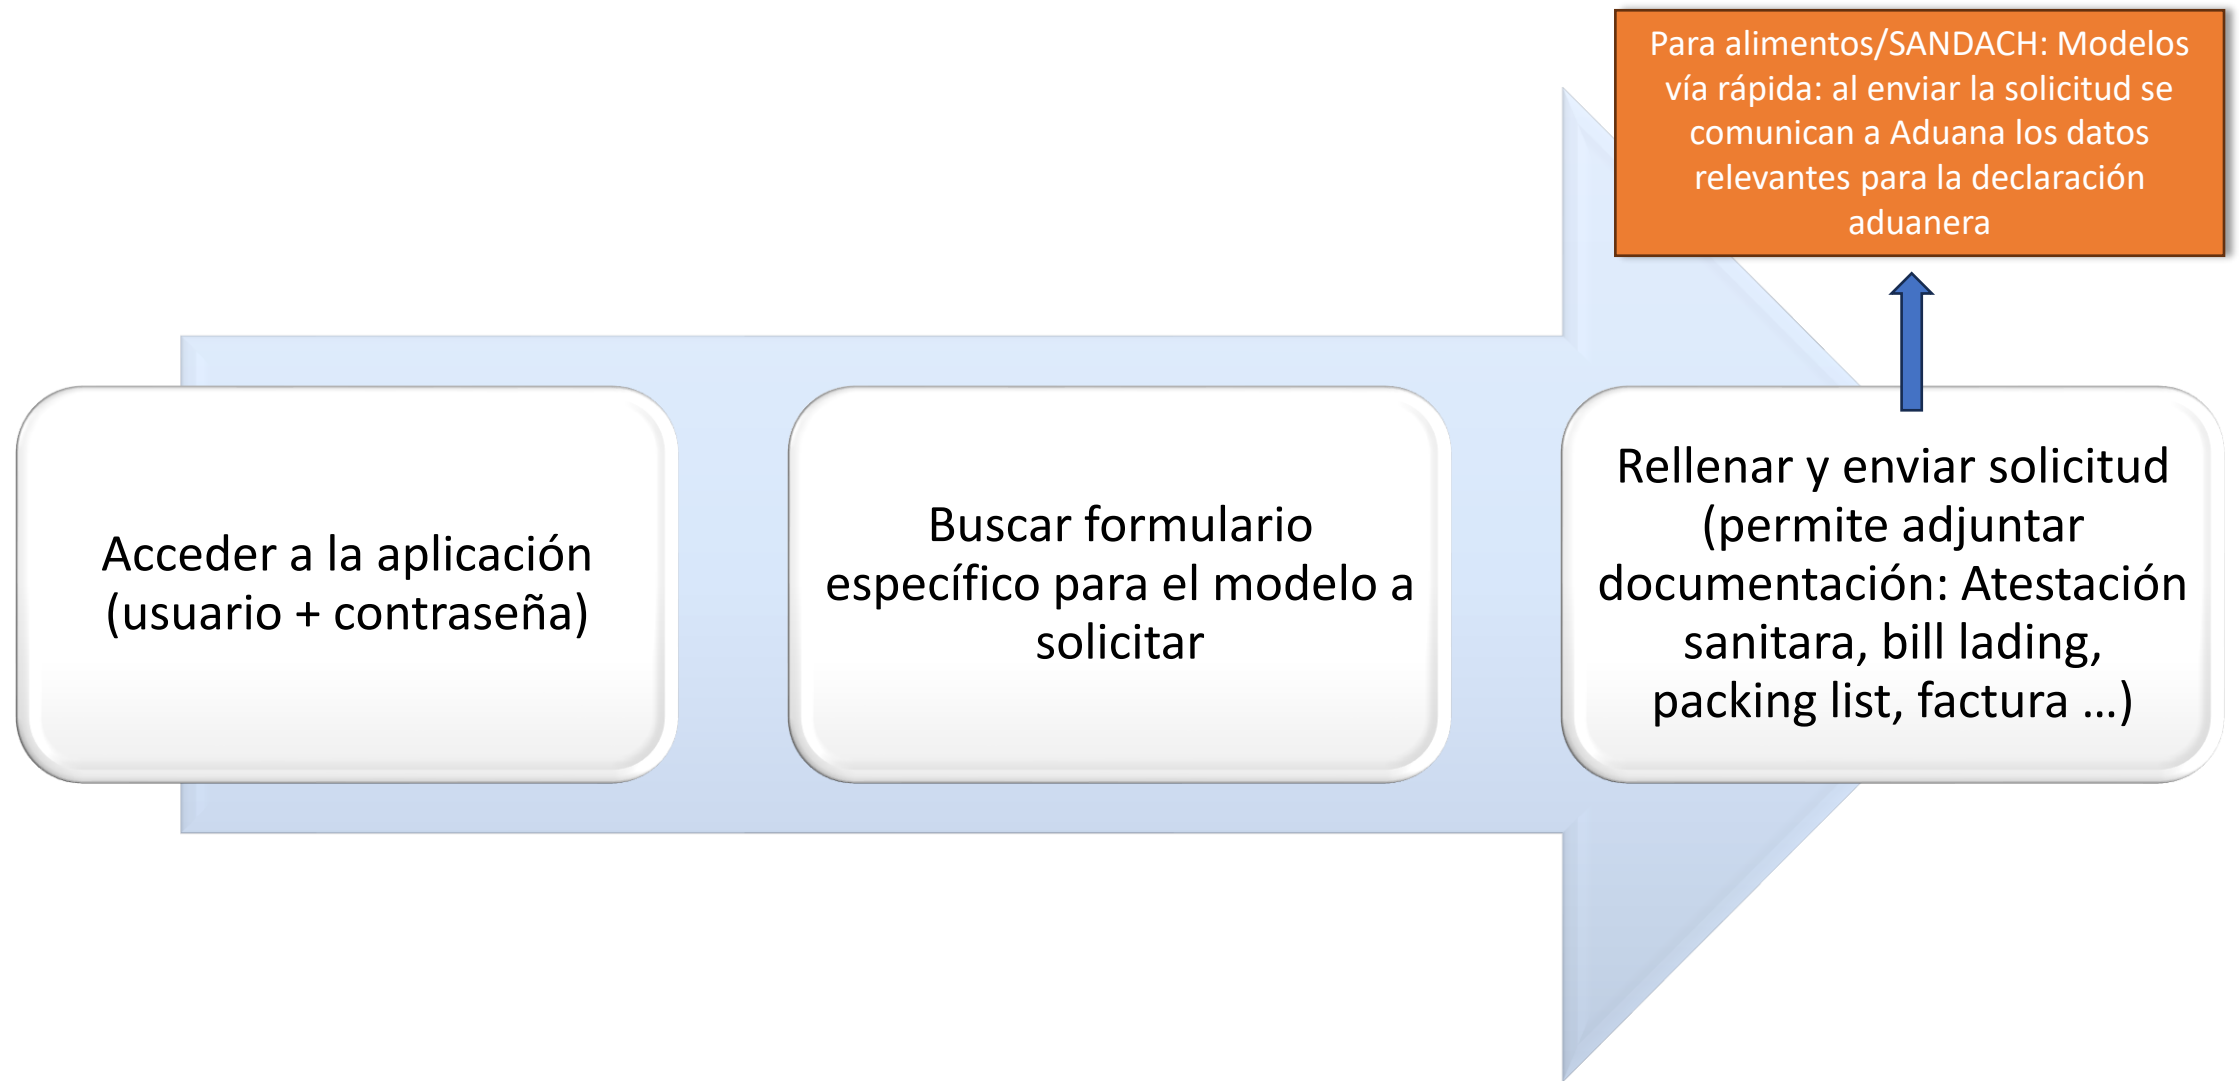 Para alimentos/SANDACH: Modelos
vía rápida: al enviar la solicitud se
comunican a Aduana los datos
relevantes para la declaración
aduanera
Acceder a la aplicación
(usuario + contraseña)
Buscar formulario
específico para el modelo a
solicitar
Rellenar y enviar solicitud
(permite adjuntar
documentación: Atestación
sanitara, bill lading,
packing list, factura …)